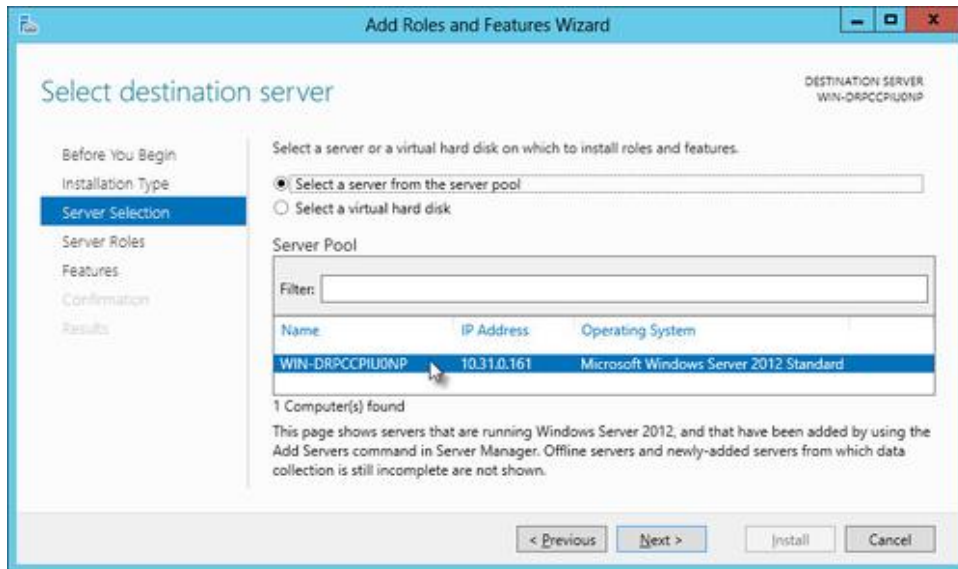 Add Roles and Features Wizard
Select destination server
DESTINATION SERVER
WIN-DRPCCPIU0NP
Before You Begin
Installation Type
Server Selection
Server Roles
Features
Confirmation
Results
Select a server or a virtual hard disk on which to install roles and features.
Select a server from the server pool
Select a virtual hard disk
Server Pool
Filter:
Name IP Address Operating System
WIN-DRPCCPIU0NP 10.31.0.161 Microsoft Windows Server 2012 Standard
1 Computer(s) found
This page shows servers that are running Windows Server 2012, and that have been added by using the
Add Servers command in Server Manager. Offline servers and newly-added servers from which data
collection is still incomplete are not shown.
< Previous Next > Install Cancel